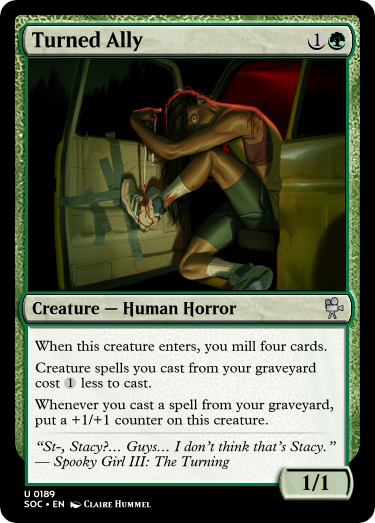 Turned Ally
1
Creature — Human Horror
When this creature enters, you mill four cards.
Creature spells you cast from your graveyard
cost 1 less to cast.
Whenever you cast a spell from your graveyard,
put a +1/+1 counter on this creature.
“St-, Stacy?… Guys… I don’t think that’s Stacy.”
— Spooky Girl III: The Turning
1/1
U 0189
SOC • EN Claire Hummel